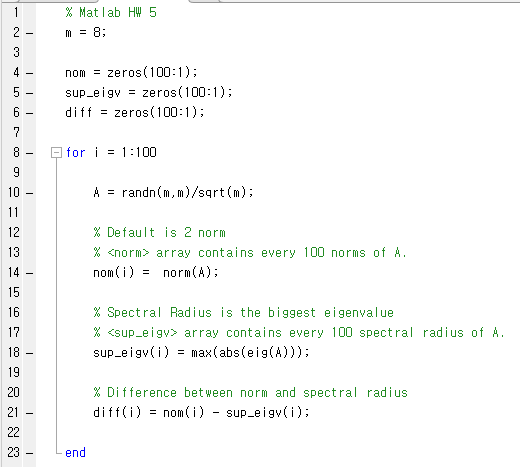 1 % Matlab HW 5
2 – m = 8;
3
4 – nom = zeros(100:1);
5 – sup_eigv = zeros(100:1);
6 – diff = zeros(100:1);
7
8 – for i = 1:100
9
10 – A = randn(m,m)/sqrt(m);
11
12 % Default is 2 norm
13 % <norm> array contains every 100 norms of A.
14 – nom(i) =  norm(A);
15
16 % Spectral Radius is the biggest eigenvalue
17 % <sup_eigv> array contains every 100 spectral radius of A.
18 – sup_eigv(i) = max(abs(eig(A)));
19
20 % Difference between norm and spectral radius
21 – diff(i) = nom(i) - sup_eigv(i);
22
23 – end